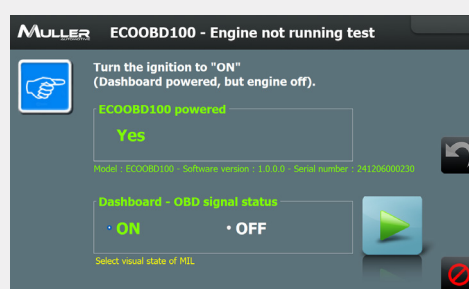 MULLER
AUTOMOTIVE
ECOOBD100 - Engine not running test
Turn the ignition to "ON"
(Dashboard powered, but engine off).
ECOOBD100 powered
Yes
Model : ECOOBD100 - Software version : 1.0.0.0 - Serial number : 241206000230
Dashboard - OBD signal status
ON
OFF
Select visual state of MIL